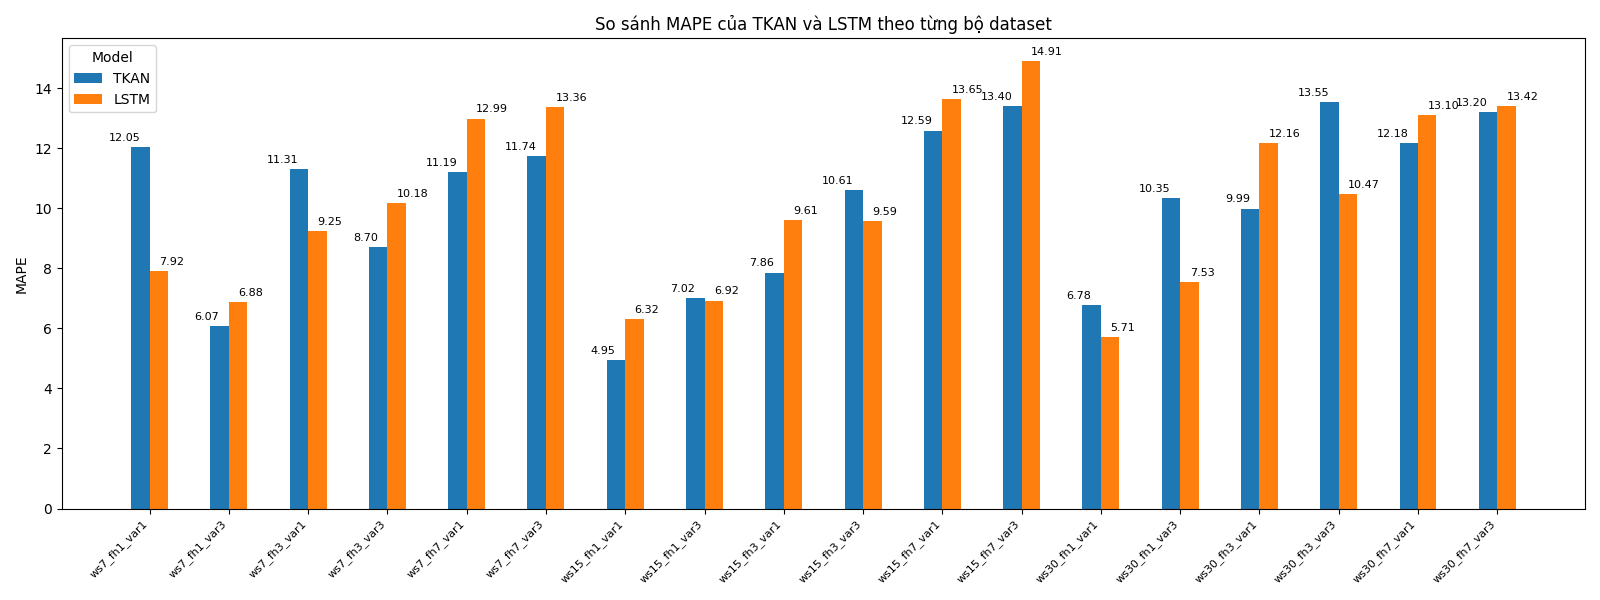 So sánh MAPE của TKAN và LSTM theo từng bộ dataset
Model
TKAN
LSTM
MAPE
14
12
10
8
6
4
2
0
12.05
7.92
6.07
6.88
11.31
9.25
8.70
10.18
11.19
12.99
11.74
13.36
4.95
6.32
7.02
6.92
7.86
9.61
10.61
9.59
12.59
13.65
13.40
14.91
6.78
5.71
10.35
7.53
9.99
12.16
13.55
10.47
12.18
13.10
13.20
13.42
ws7_fh1_var1
ws7_fh1_var3
ws7_fh3_var1
ws7_fh3_var3
ws7_fh7_var1
ws7_fh7_var3
ws15_fh1_var1
ws15_fh1_var3
ws15_fh3_var1
ws15_fh3_var3
ws15_fh7_var1
ws15_fh7_var3
ws30_fh1_var1
ws30_fh1_var3
ws30_fh3_var1
ws30_fh3_var3
ws30_fh7_var1
ws30_fh7_var3